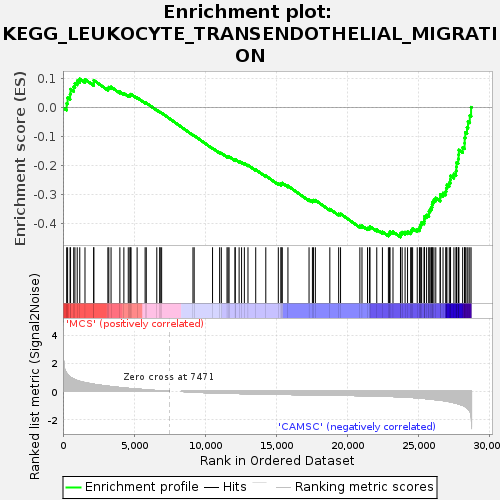 Enrichment plot:
KEGG_LEUKOCYTE_TRANSENDOTHELIAL_MIGRATI
ON
Enrichment score (ES)
0.1
0.0
-0.1
-0.2
-0.3
-0.4
'MCS' (positively correlated)
Ranked list metric (Signal2Noise)
4
2
0
-2
Zero cross at 7471
'CAMSC' (negatively correlated)
0
5,000
10,000
15,000
20,000
25,000
30,000
Rank in Ordered Dataset
Enrichment profile
Hits
Ranking metric scores